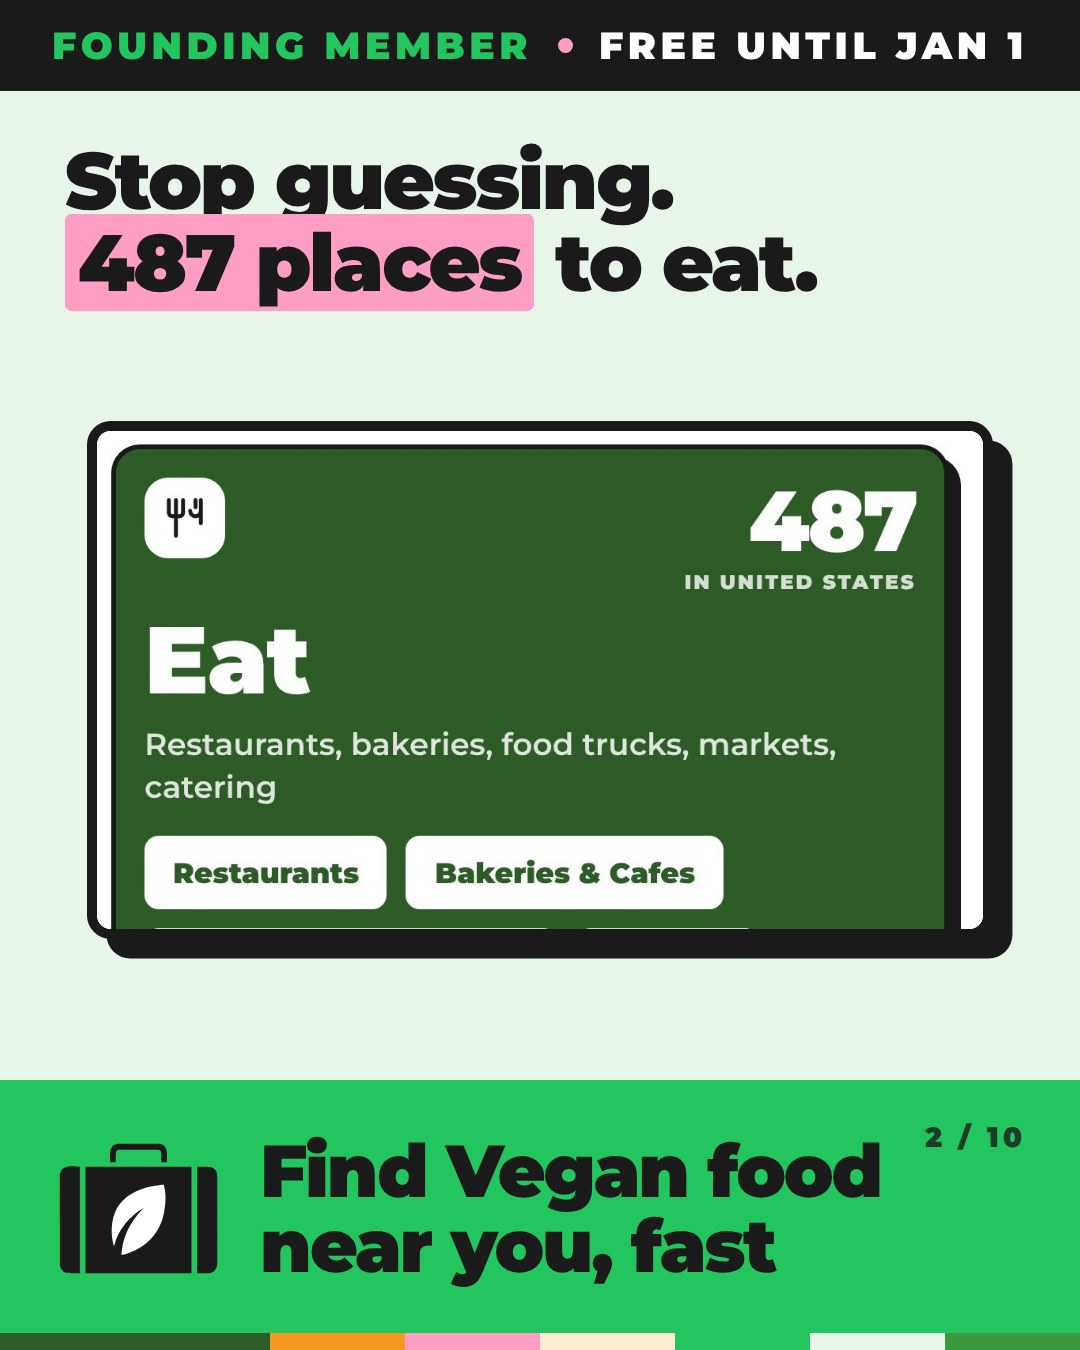 FOUNDING MEMBER • FREE UNTIL JAN 1
Stop guessing.
487 places to eat.
487
IN UNITED STATES
Eat
Restaurants, bakeries, food trucks, markets,
catering
Restaurants
Bakeries & Cafes
2 / 10
Find Vegan food
near you, fast